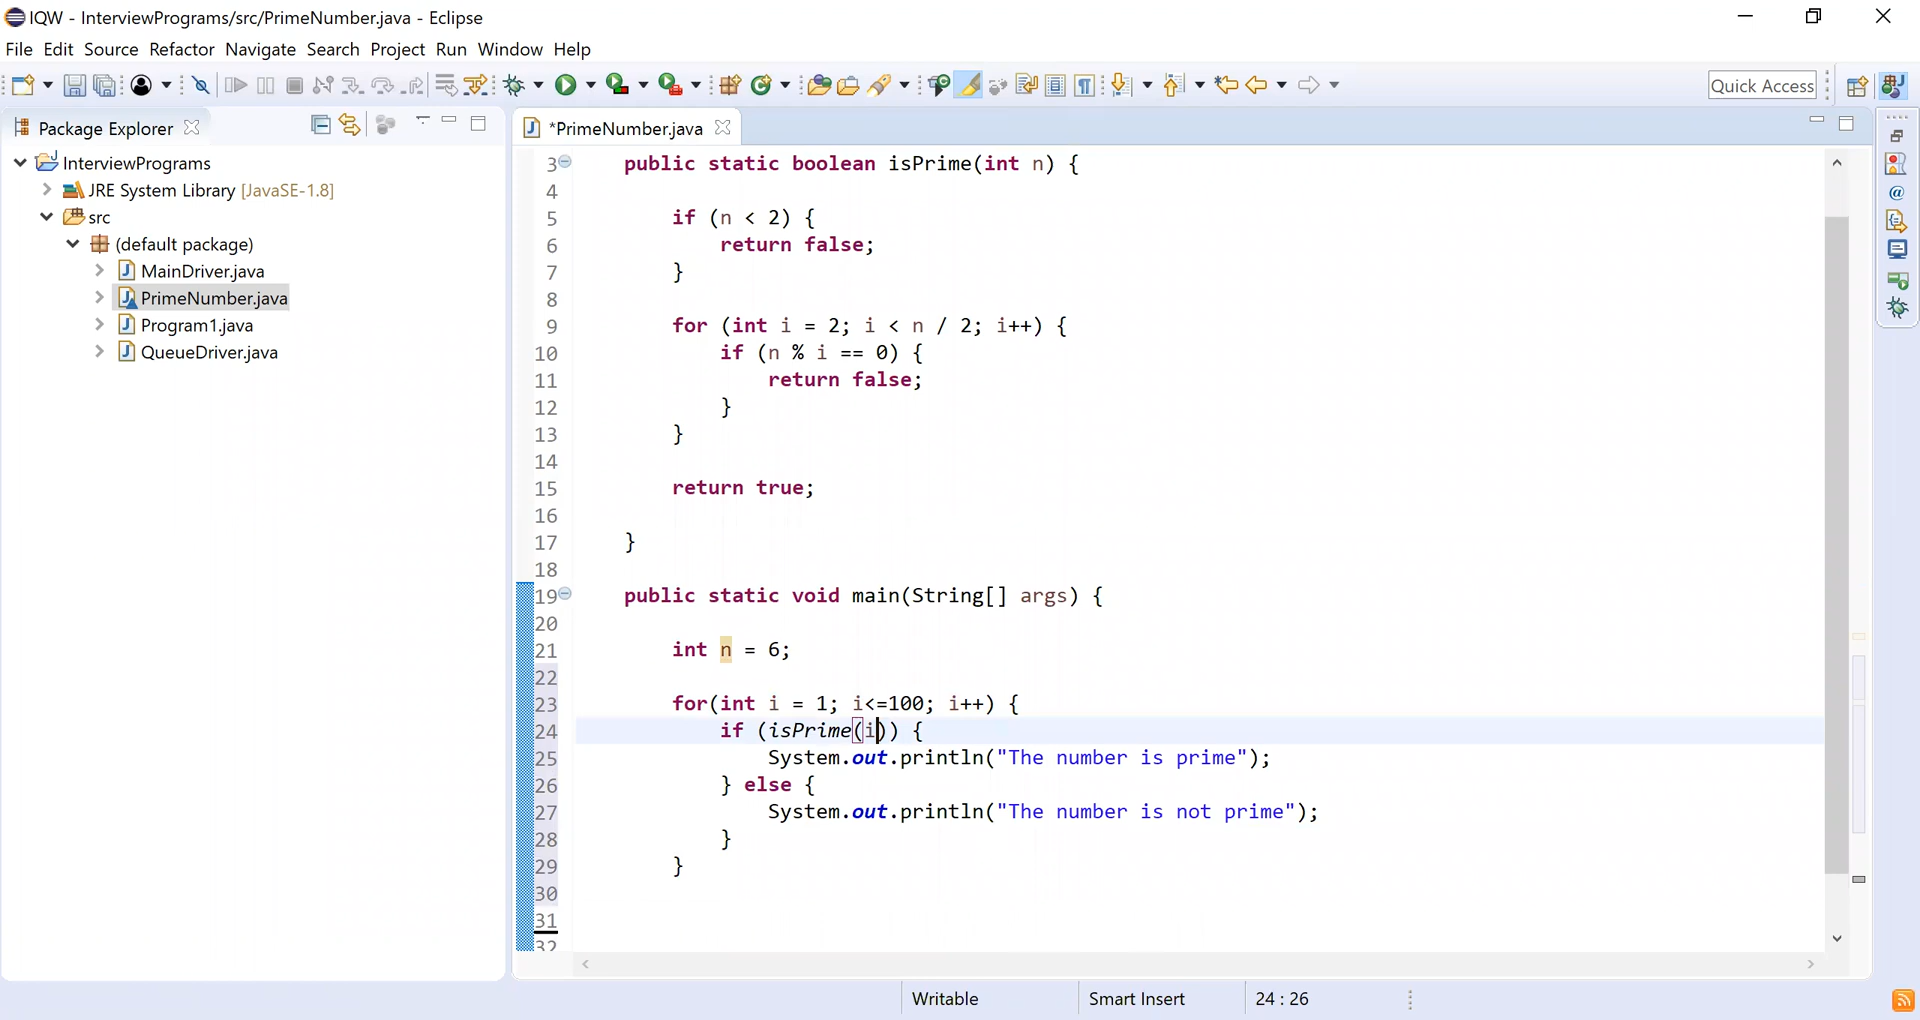 IQW - InterviewPrograms/src/PrimeNumber.java - Eclipse
File Edit Source Refactor Navigate Search Project Run Window Help
Quick Access
Package Explorer
*PrimeNumber.java
InterviewPrograms
JRE System Library [JavaSE-1.8]
src
(default package)
MainDriver.java
PrimeNumber.java
Program1.java
QueueDriver.java
3 public static boolean isPrime(int n) {
4
5 if (n < 2) {
6 return false;
7 }
8
9 for (int i = 2; i < n / 2; i++) {
10 if (n % i == 0) {
11 return false;
12 }
13 }
14
15 return true;
16
17 }
18
19 public static void main(String[] args) {
20
21 int n = 6;
22
23 for(int i = 1; i<=100; i++) {
24 if (isPrime(i)) {
25 System.out.println("The number is prime");
26 } else {
27 System.out.println("The number is not prime");
28 }
29 }
30
31
32
Writable Smart Insert 24 : 26